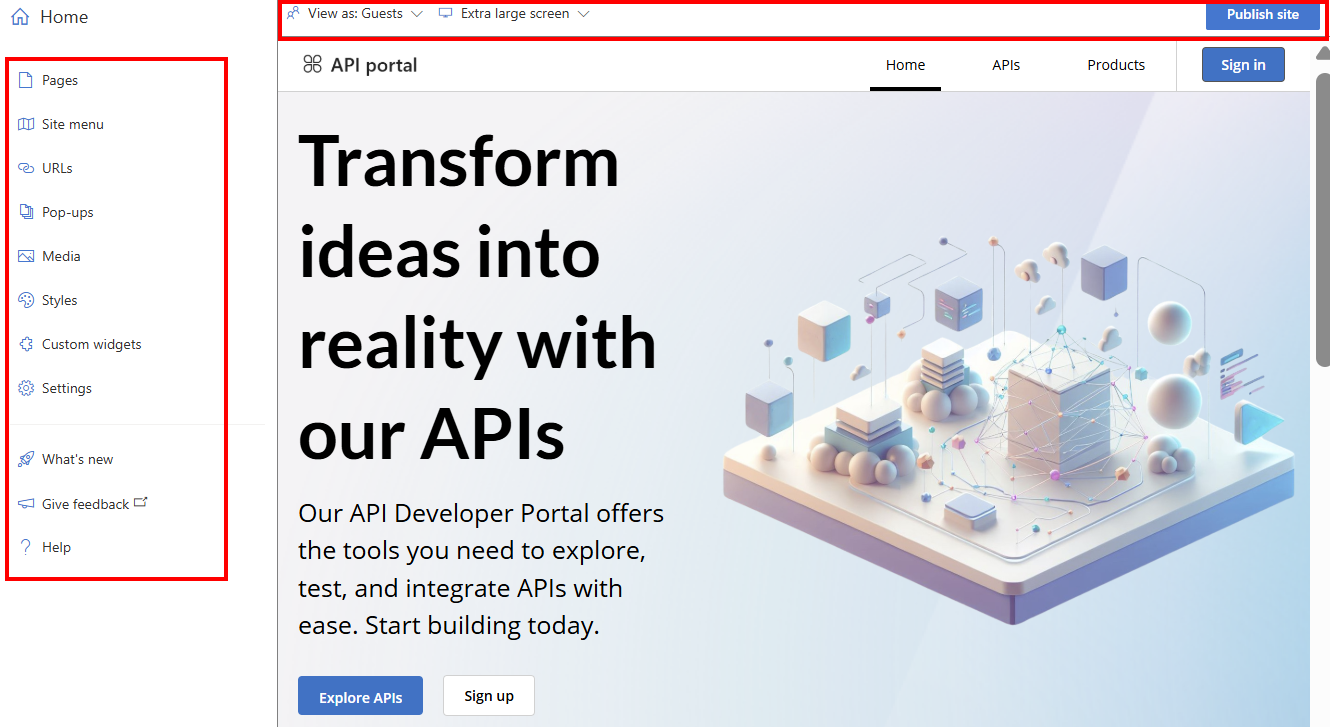 Home
Pages
Site menu
URLs
Pop-ups
Media
Styles
Custom widgets
Settings
What's new
Give feedback
Help
View as: Guests Extra large screen Publish site
API portal Home APIs Products Sign in
Transform
ideas into
reality with
our APIs
Our API Developer Portal offers
the tools you need to explore,
test, and integrate APIs with
ease. Start building today.
Explore APIs Sign up